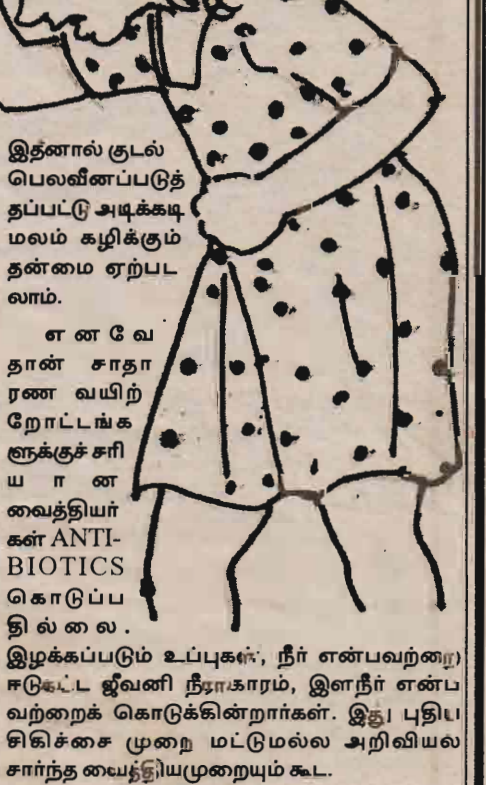 இதனால் குடல்
பெலவீனப்படுத்
தப்பட்டு அடிக்கடி
மலம் கழிக்கும்
தன்மை ஏற்பட
லாம்.
எனவே
தான் சாதா
ரண வயிற்
றோட்டங்க
ளுக்குச் சரி
யான
வைத்தியர்
கள் ANTI-
BIOTICS
கொடுப்ப
தில்லை.
இழக்கப்படும் உப்புகள், நீர் என்பவற்றை
ஈடுகட்ட ஜீவனி நீராகாரம், இளநீர் என்ப
வற்றைக் கொடுக்கின்றார்கள். இது புதிய
சிகிச்சை முறை மட்டுமல்ல அறிவியல்
சார்ந்த வைத்தியமுறையும் கூட.